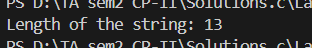 PS D:\TA sem2 CP-II\Solutions.c\La
Length of the string: 13
PS D:\TA sem2 CP-II\Solutions.c\La